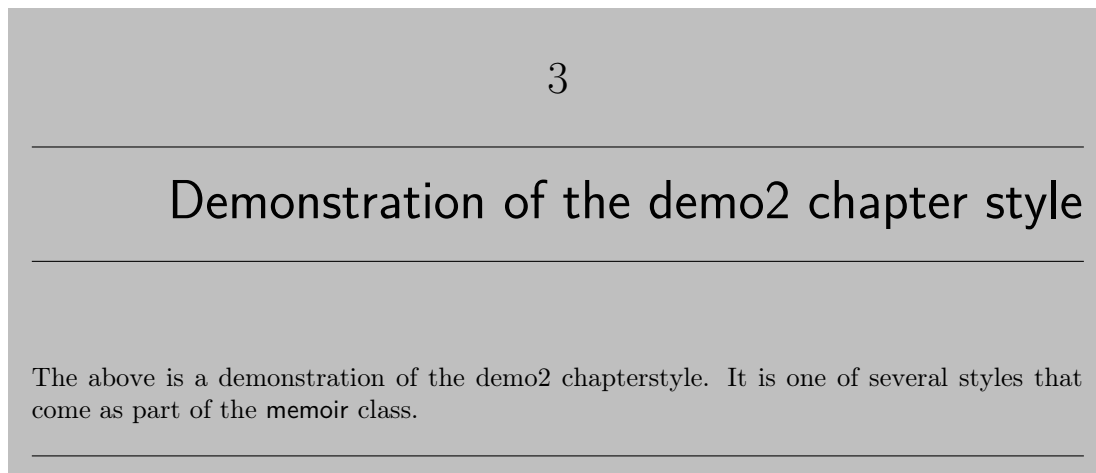 3
Demonstration of the demo2 chapter style
The above is a demonstration of the demo2 chapterstyle. It is one of several styles that
come as part of the memoir class.